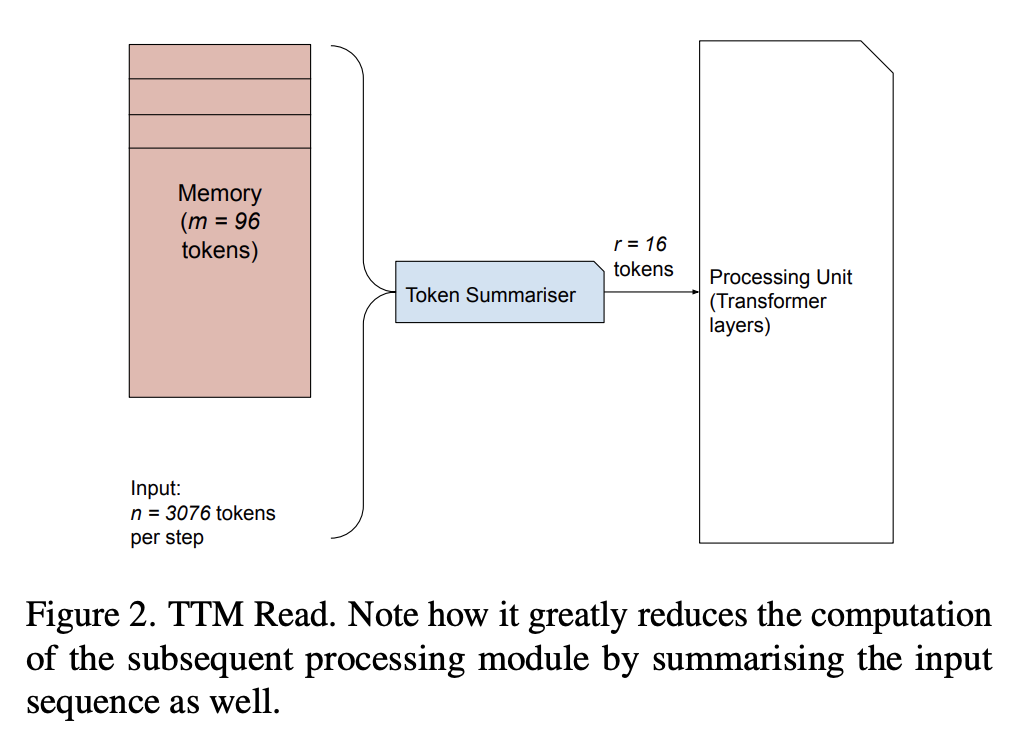 Memory
(m = 96
tokens)
r = 16
tokens
Token Summariser
Processing Unit
(Transformer
layers)
Input:
n = 3076 tokens
per step
Figure 2. TTM Read. Note how it greatly reduces the computation
of the subsequent processing module by summarising the input
sequence as well.